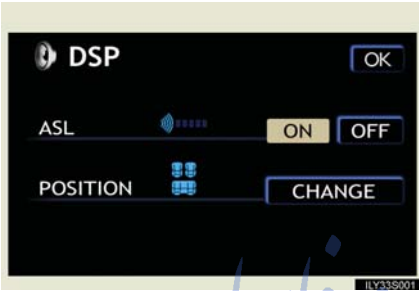 DSP
OK
ASL
ON
OFF
POSITION
CHANGE
ILY33S001